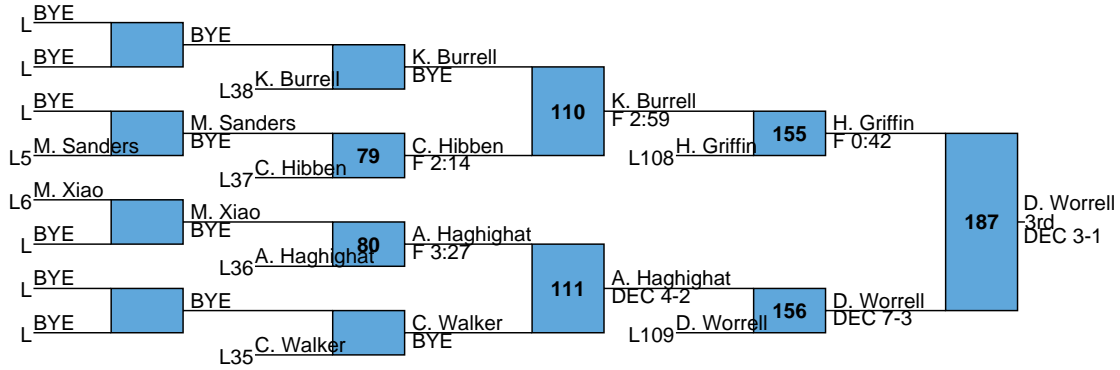 L BYE
L BYE
BYE
L38 K. Burrell
K. Burrell
BYE
L BYE
L5 M. Sanders
M. Sanders
BYE
L37 C. Hibben
79
C. Hibben
F 2:14
110
K. Burrell
F 2:59
L108 H. Griffin
155
H. Griffin
F 0:42
L6 M. Xiao
L BYE
M. Xiao
BYE
L36 A. Haghighat
80
A. Haghighat
F 3:27
L BYE
L BYE
BYE
L35 C. Walker
C. Walker
BYE
111
A. Haghighat
DEC 4-2
L109 D. Worrell
156
D. Worrell
DEC 7-3
187
D. Worrell
3rd
DEC 3-1